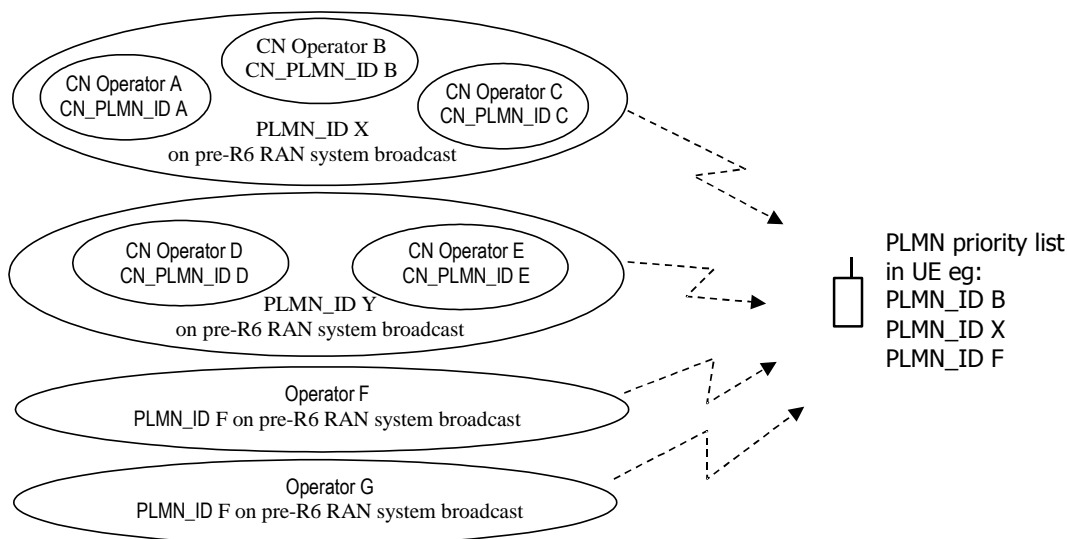 CN Operator A
CN_PLMN_ID A
CN Operator B
CN_PLMN_ID B
CN Operator C
CN_PLMN_ID C
PLMN_ID X
on pre-R6 RAN system broadcast
CN Operator D
CN_PLMN_ID D
CN Operator E
CN_PLMN_ID E
PLMN_ID Y
on pre-R6 RAN system broadcast
Operator F
PLMN_ID F on pre-R6 RAN system broadcast
Operator G
PLMN_ID F on pre-R6 RAN system broadcast
PLMN priority list
in UE eg:
PLMN_ID B
PLMN_ID X
PLMN_ID F